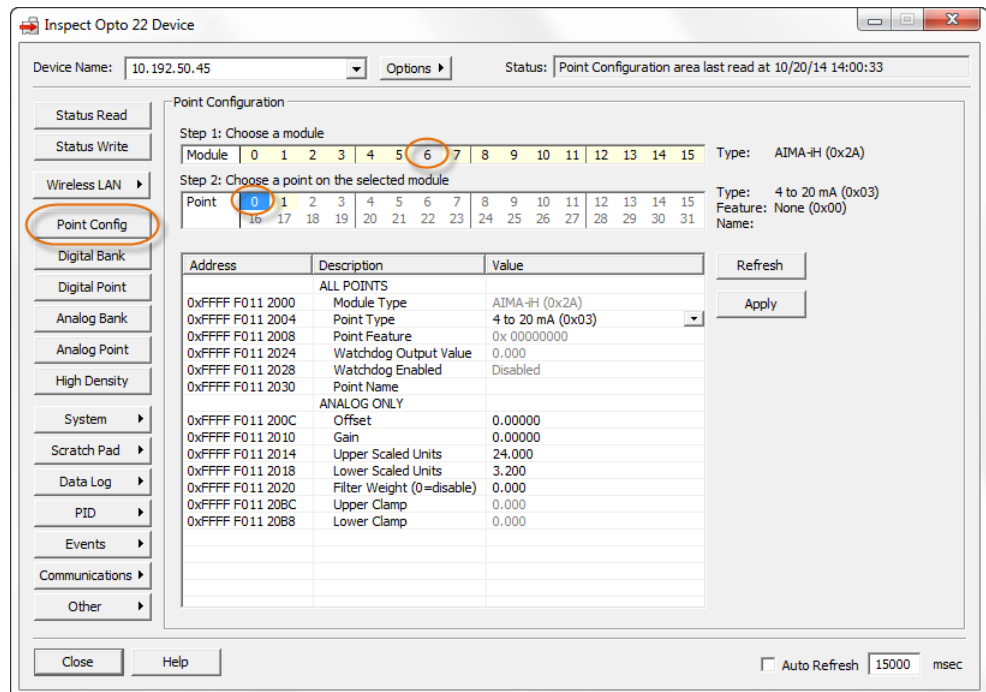 Inspect Opto 22 Device
Device Name: 10.192.50.45 Options Status: Point Configuration area last read at 10/20/14 14:00:33
Status Read
Status Write
Wireless LAN
Point Config
Digital Bank
Digital Point
Analog Bank
Analog Point
High Density
System
Scratch Pad
Data Log
PID
Events
Communications
Other
Point Configuration
Step 1: Choose a module
Module 0 1 2 3 4 5 6 7 8 9 10 11 12 13 14 15 Type: AIMA-iH (0x2A)
Step 2: Choose a point on the selected module
Point 0 1 2 3 4 5 6 7 8 9 10 11 12 13 14 15
16 17 18 19 20 21 22 23 24 25 26 27 28 29 30 31
Type: 4 to 20 mA (0x03)
Feature: None (0x00)
Name:
Address Description Value
ALL POINTS
0xFFFF F011 2000 Module Type AIMA-iH (0x2A)
0xFFFF F011 2004 Point Type 4 to 20 mA (0x03)
0xFFFF F011 2008 Point Feature 0x 00000000
0xFFFF F011 2024 Watchdog Output Value 0.000
0xFFFF F011 2028 Watchdog Enabled Disabled
0xFFFF F011 2030 Point Name
ANALOG ONLY
0xFFFF F011 200C Offset 0.00000
0xFFFF F011 2010 Gain 0.00000
0xFFFF F011 2014 Upper Scaled Units 24.000
0xFFFF F011 2018 Lower Scaled Units 3.200
0xFFFF F011 2020 Filter Weight (0=disable) 0.000
0xFFFF F011 20BC Upper Clamp 0.000
0xFFFF F011 20B8 Lower Clamp 0.000
Refresh
Apply
Close Help Auto Refresh 15000 msec